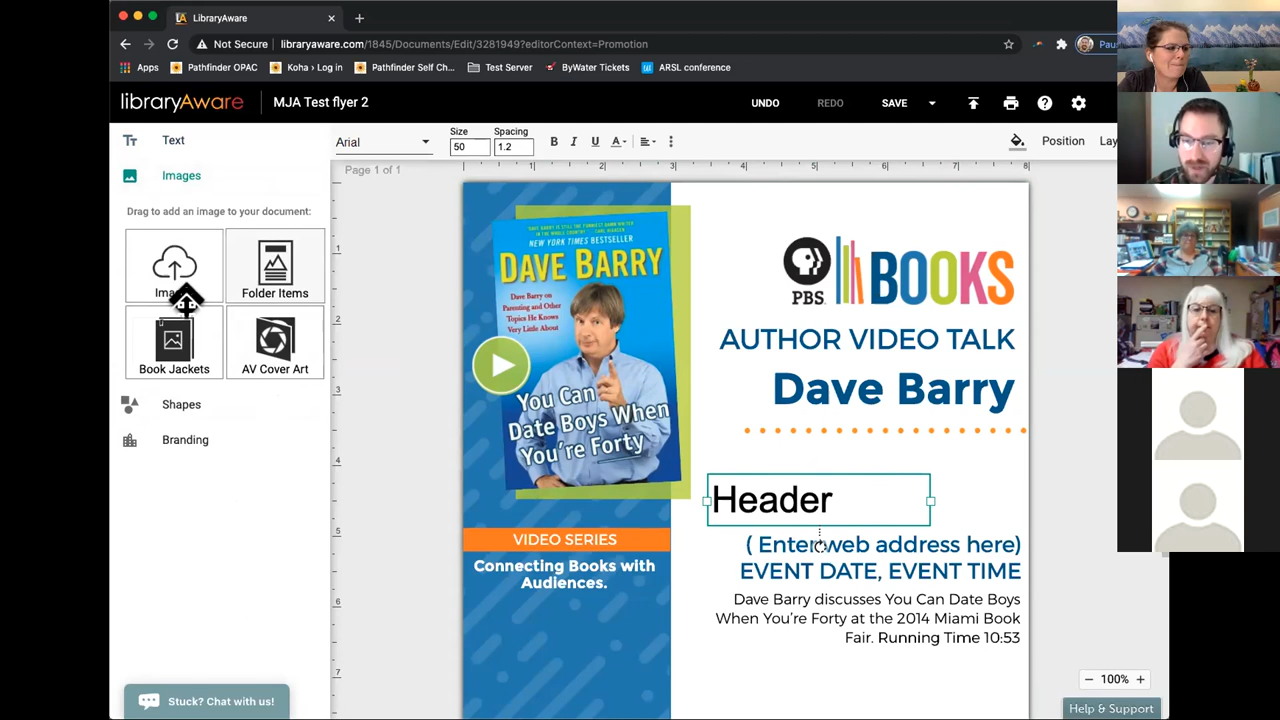 LibraryAware
Not Secure
libraryaware.com/1845/Documents/Edit/3281949?editorContext=Promotion
Paus
Apps
Pathfinder OPAC
Koha › Log in
Pathfinder Self Ch...
Test Server
ByWater Tickets
ARSL conference
libraryAware
MJA Test flyer 2
UNDO
REDO
SAVE
Text
Arial
Size
50
Spacing
1.2
B I U A
Position
Lay
Images
Page 1 of 1
Drag to add an image to your document:
Folder Items
Book Jackets
AV Cover Art
Shapes
Branding
DAVE BARRY IS STILL THE FUNNIEST DAMN WRITER
IN THE WHOLE COUNTRY
NEW YORK TIMES BESTSELLER
DAVE BARRY
Dave Barry on
Parenting and Other
Topics He Knows
Very Little About
You Can
Date Boys When
You're Forty
VIDEO SERIES
Connecting Books with
Audiences.
PBS
BOOKS
AUTHOR VIDEO TALK
Dave Barry
Header
( Enter web address here)
EVENT DATE, EVENT TIME
Dave Barry discusses You Can Date Boys
When You're Forty at the 2014 Miami Book
Fair. Running Time 10:53
100%
Stuck? Chat with us!
Help & Support